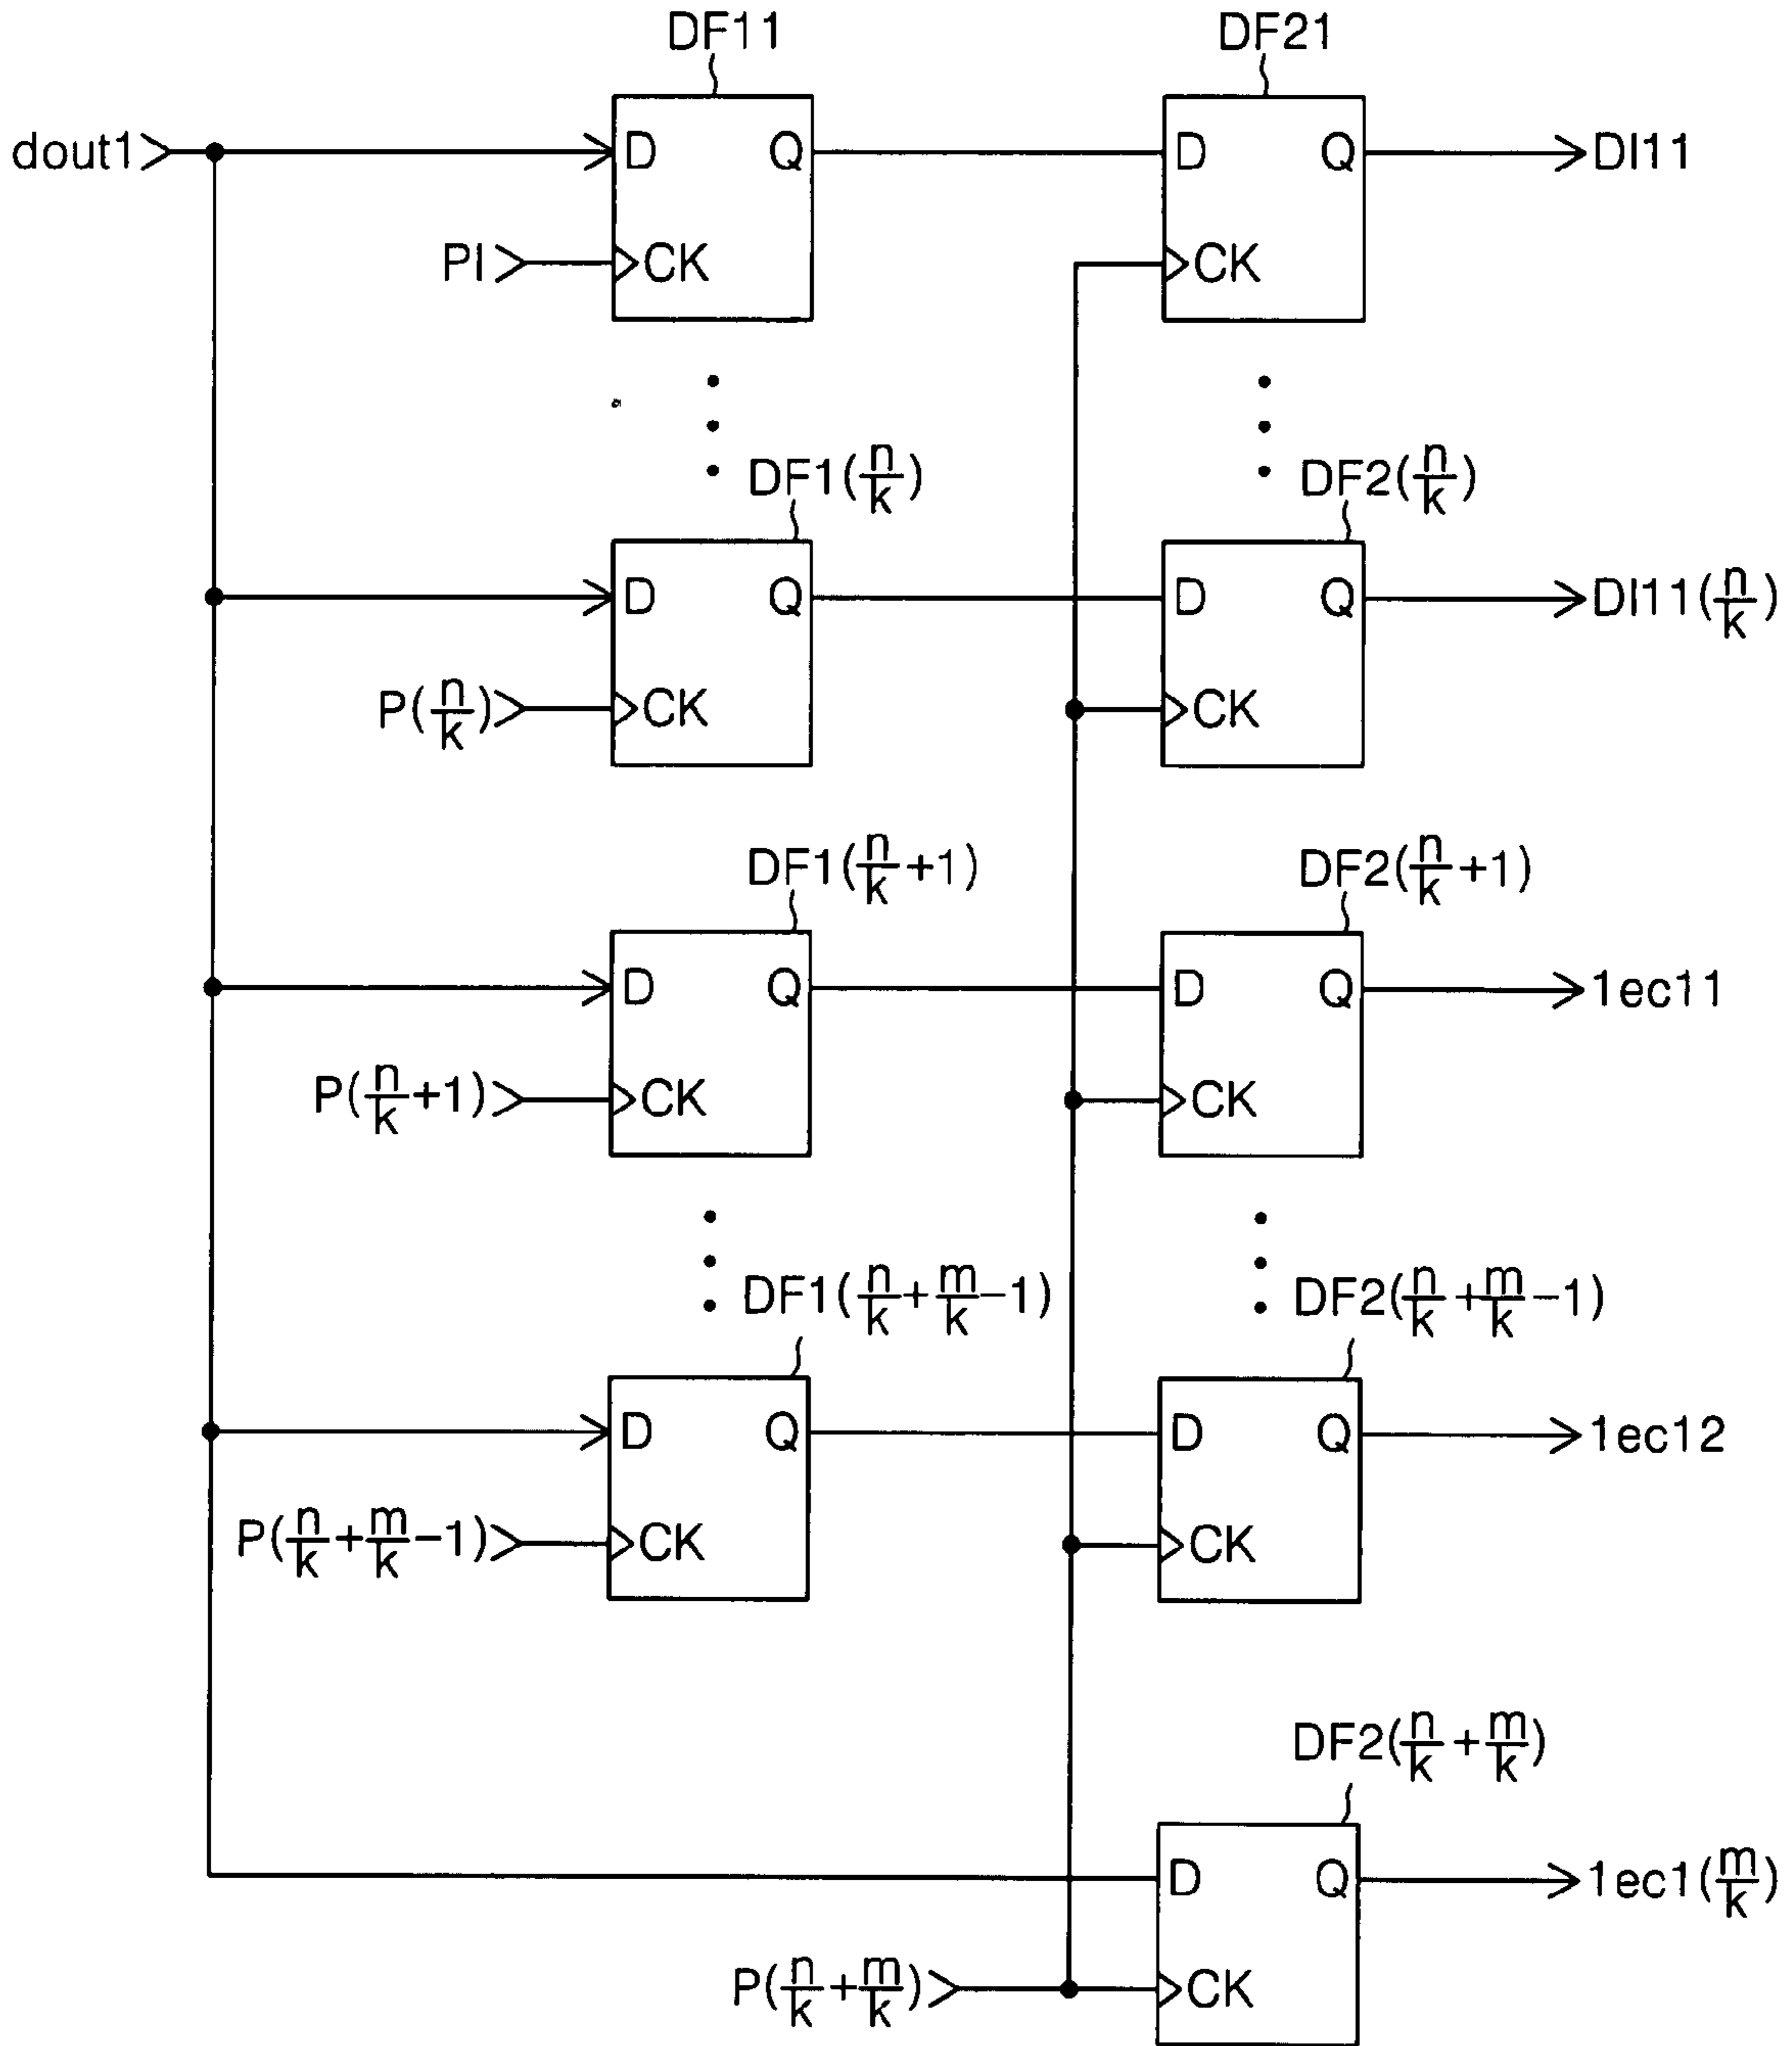 DF11 DF21
dout1 D Q D Q DI11
PI CK CK
DF1(n/k) DF2(n/k)
D Q D Q DI11(n/k)
P(n/k) CK CK
DF1(n/k+1) DF2(n/k+1)
D Q D Q 1ec11
P(n/k+1) CK CK
DF1(n/k+m/k-1) DF2(n/k+m/k-1)
D Q D Q 1ec12
P(n/k+m/k-1) CK CK
DF2(n/k+m/k)
D Q 1ec1(m/k)
P(n/k+m/k) CK